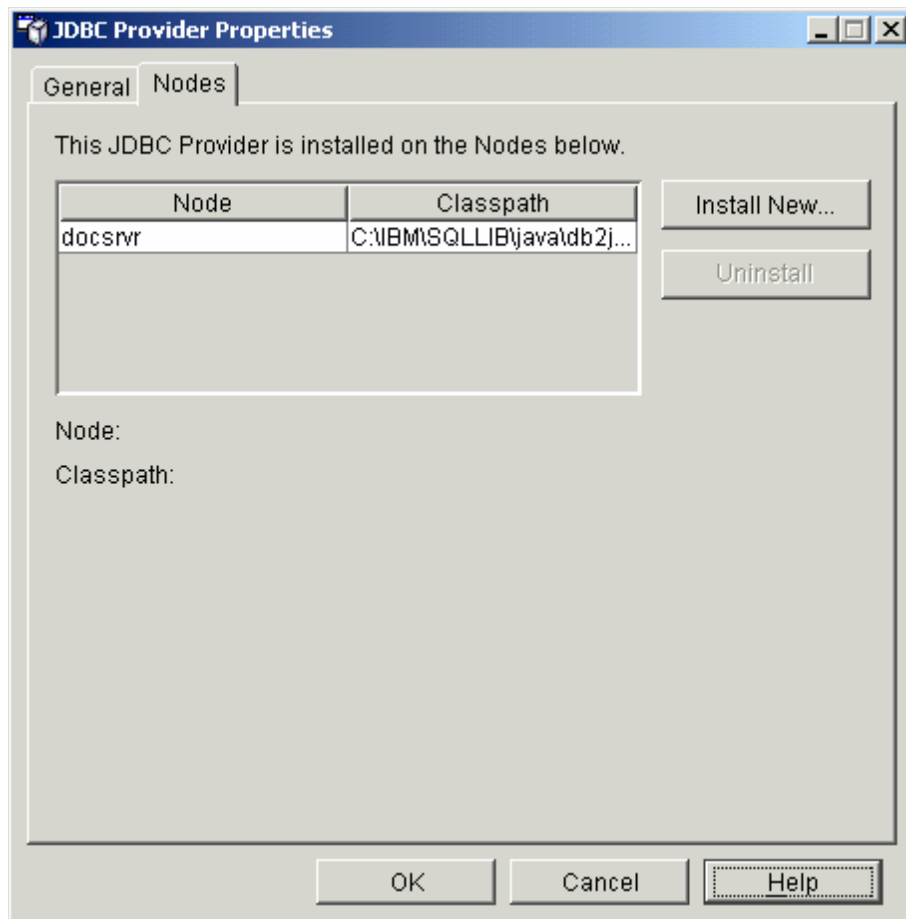 JDBC Provider Properties
General Nodes
This JDBC Provider is installed on the Nodes below.
Node Classpath Install New...
docsrvr C:\IBM\SQLLIB\java\db2j...
Uninstall
Node:
Classpath:
OK Cancel Help